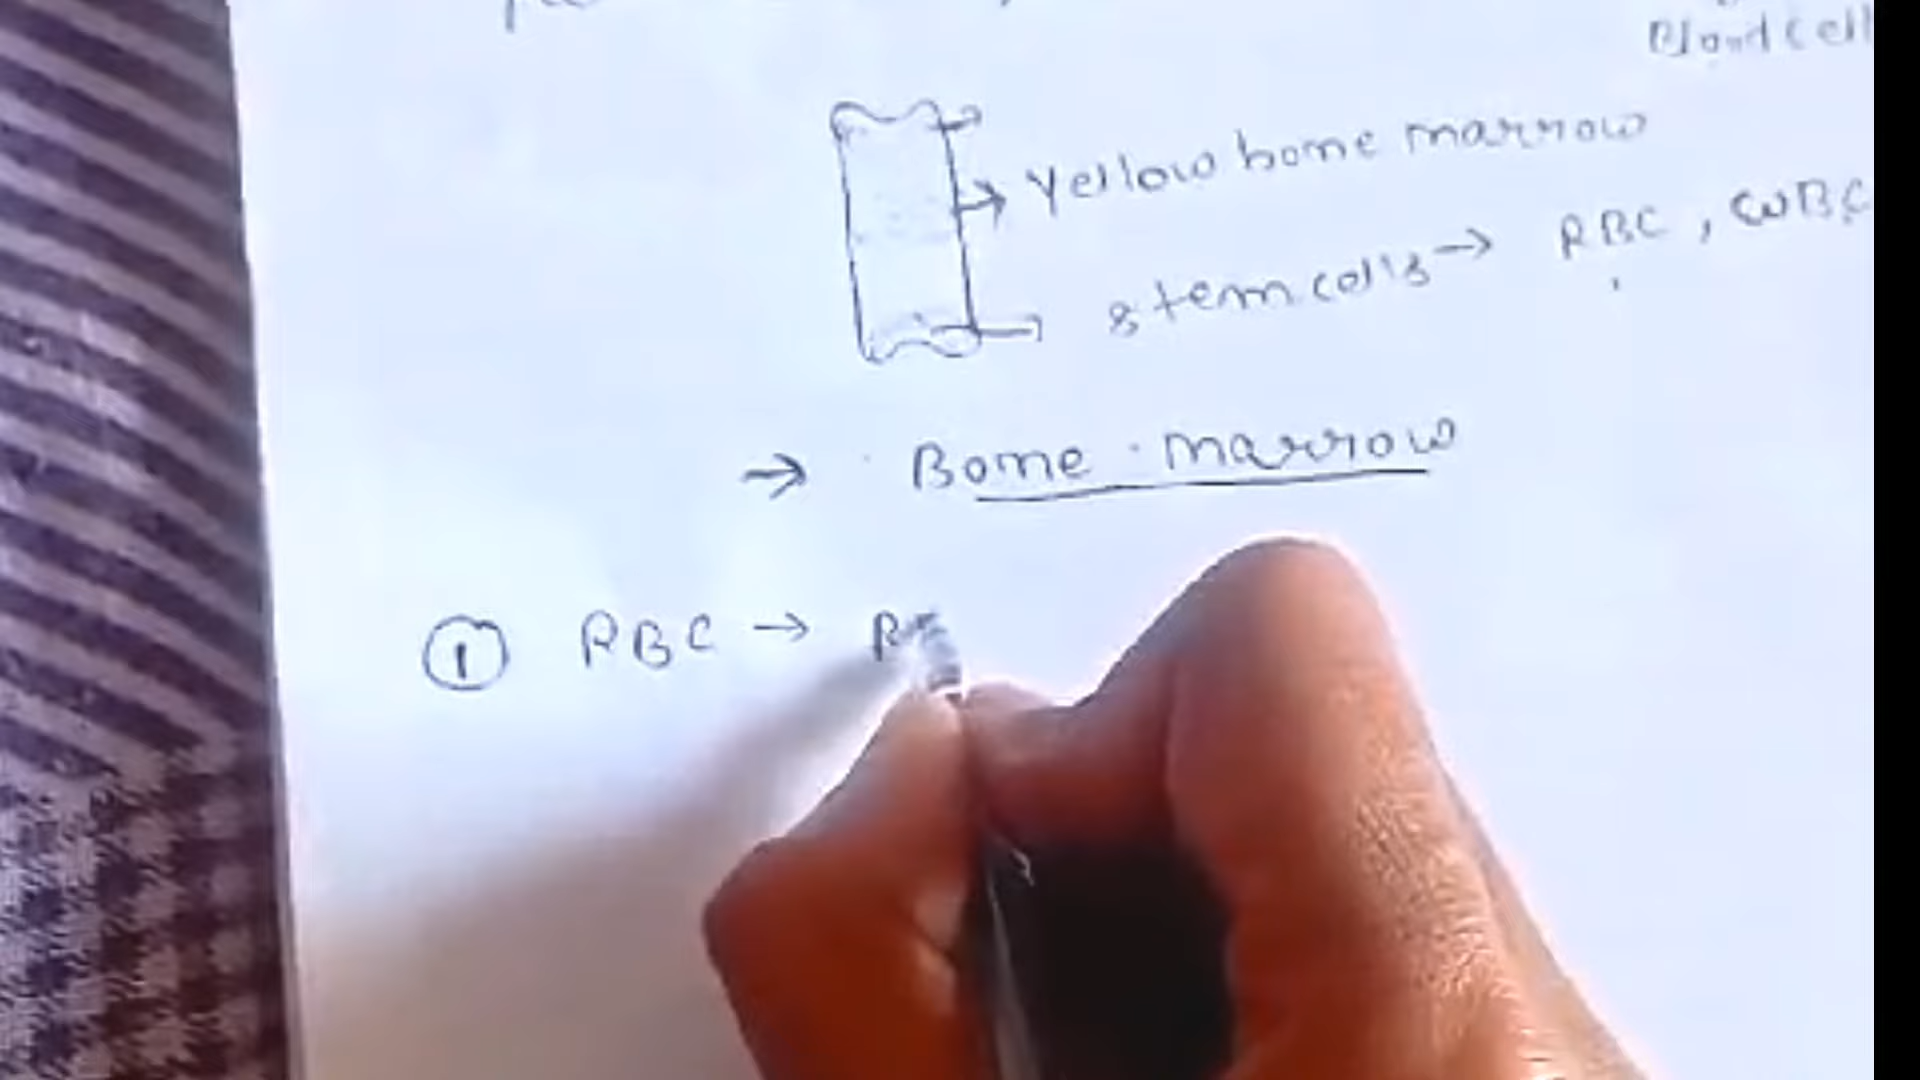 Blood cell
Yellow bone marrow
stem cells → RBC, WBC
→ Bone marrow
① RBC → R